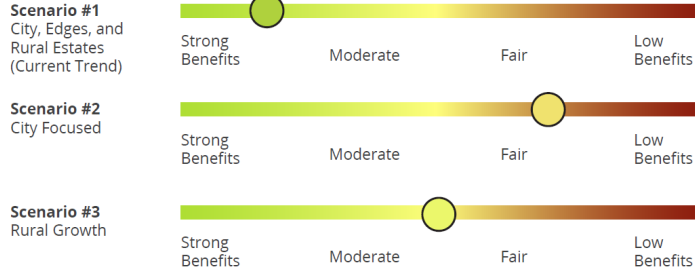 Scenario #1
City, Edges, and
Rural Estates
(Current Trend)
Strong
Benefits
Moderate
Fair
Low
Benefits
Scenario #2
City Focused
Strong
Benefits
Moderate
Fair
Low
Benefits
Scenario #3
Rural Growth
Strong
Benefits
Moderate
Fair
Low
Benefits